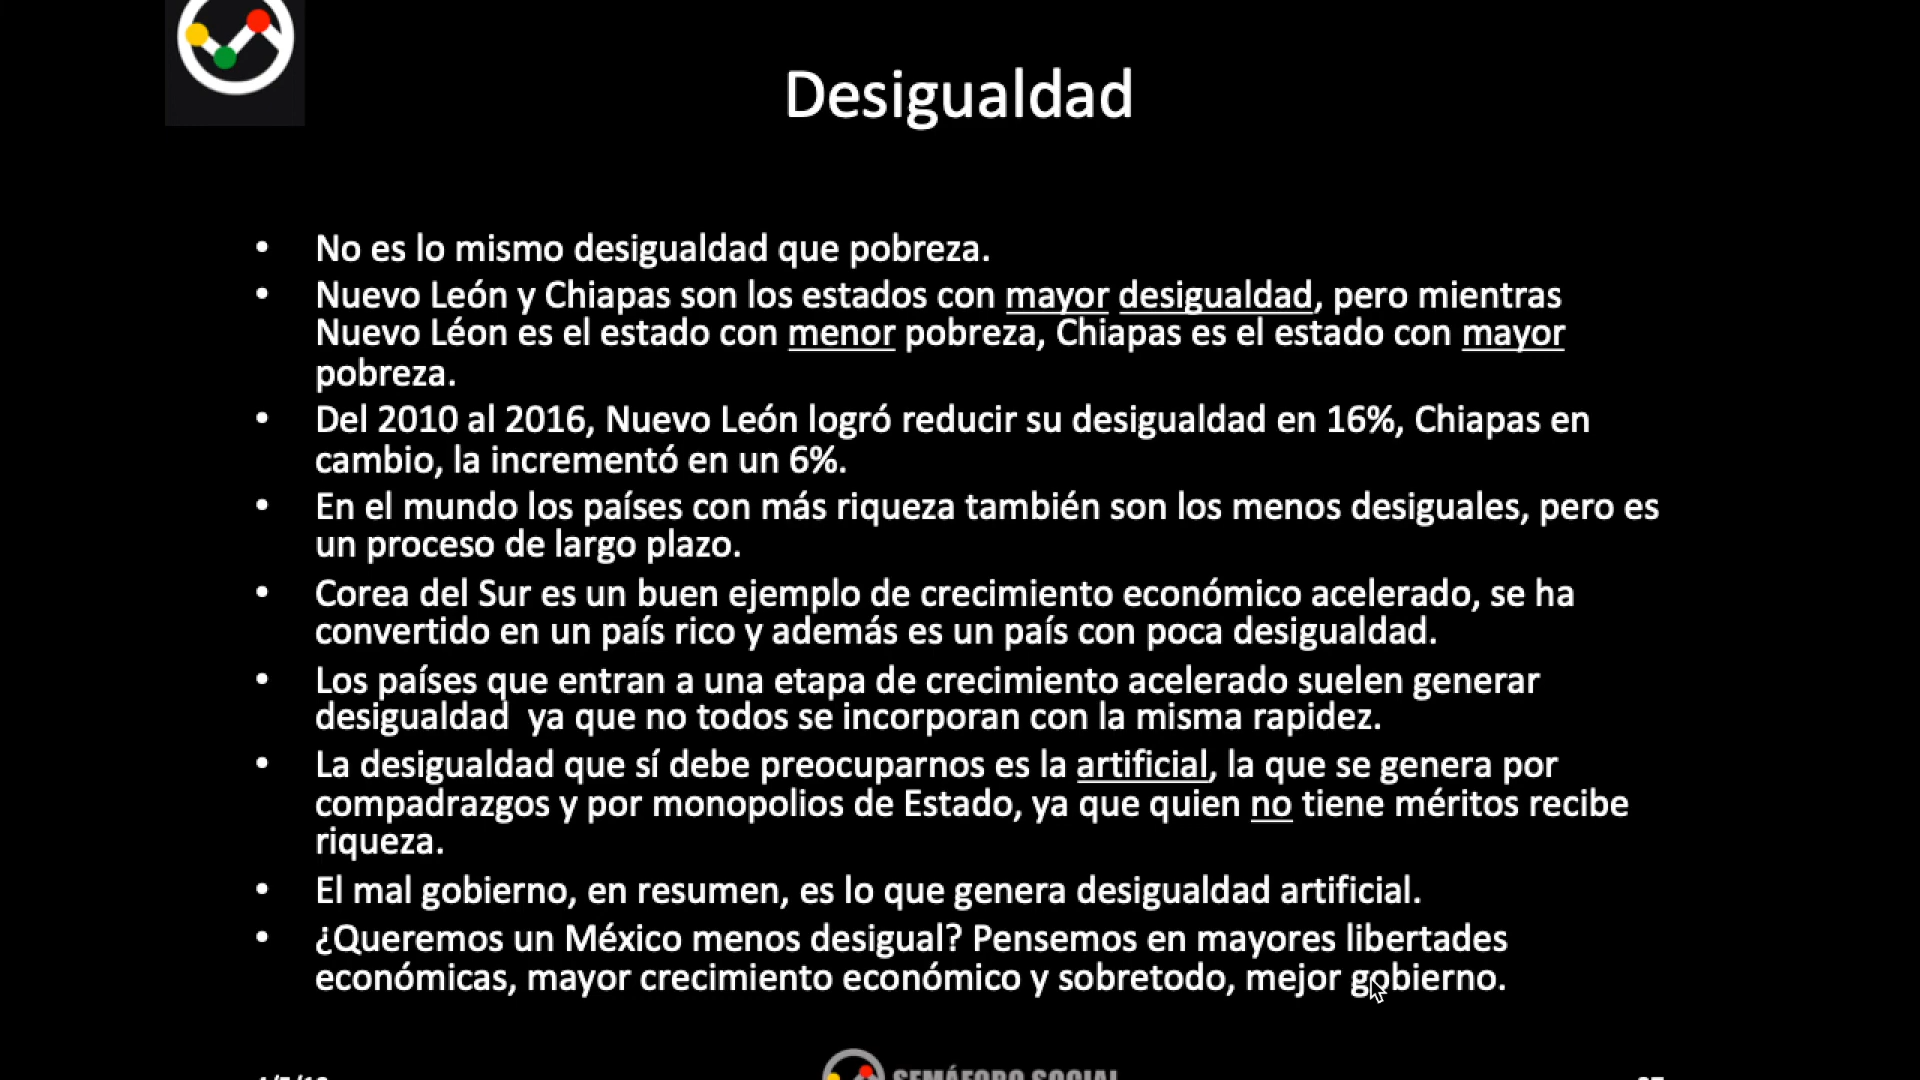 Desigualdad
• No es lo mismo desigualdad que pobreza.
• Nuevo León y Chiapas son los estados con mayor desigualdad, pero mientras
Nuevo Léon es el estado con menor pobreza, Chiapas es el estado con mayor
pobreza.
• Del 2010 al 2016, Nuevo León logró reducir su desigualdad en 16%, Chiapas en
cambio, la incrementó en un 6%.
• En el mundo los países con más riqueza también son los menos desiguales, pero es
un proceso de largo plazo.
• Corea del Sur es un buen ejemplo de crecimiento económico acelerado, se ha
convertido en un país rico y además es un país con poca desigualdad.
• Los países que entran a una etapa de crecimiento acelerado suelen generar
desigualdad  ya que no todos se incorporan con la misma rapidez.
• La desigualdad que sí debe preocuparnos es la artificial, la que se genera por
compadrazgos y por monopolios de Estado, ya que quien no tiene méritos recibe
riqueza.
• El mal gobierno, en resumen, es lo que genera desigualdad artificial.
• ¿Queremos un México menos desigual? Pensemos en mayores libertades
económicas, mayor crecimiento económico y sobretodo, mejor gobierno.
SEMÁFORO SOCIAL